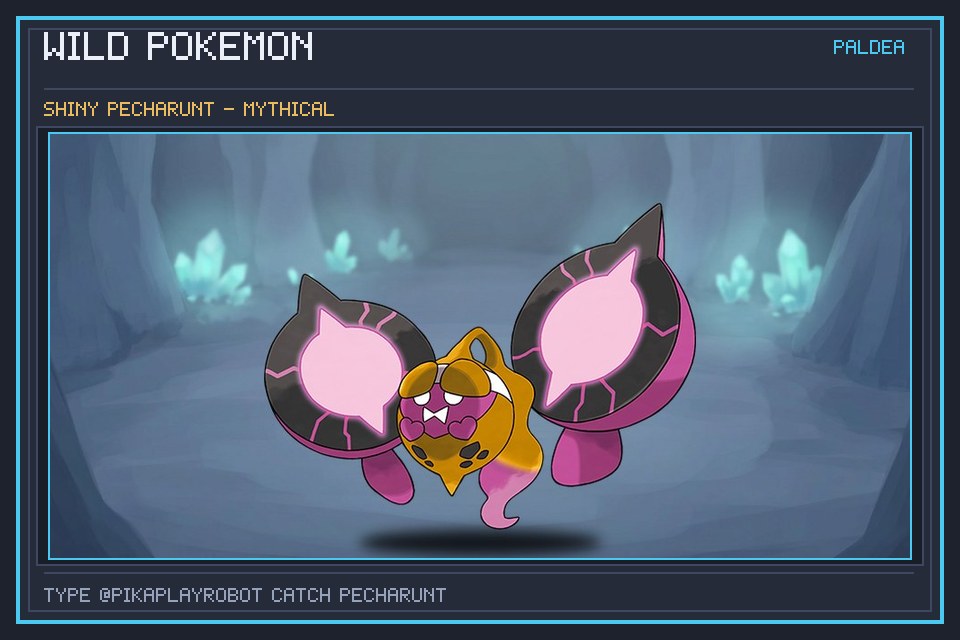 WILD POKEMON
PALDEA
SHINY PECHARUNT - MYTHICAL
TYPE @PIKAPLAYROBOT CATCH PECHARUNT